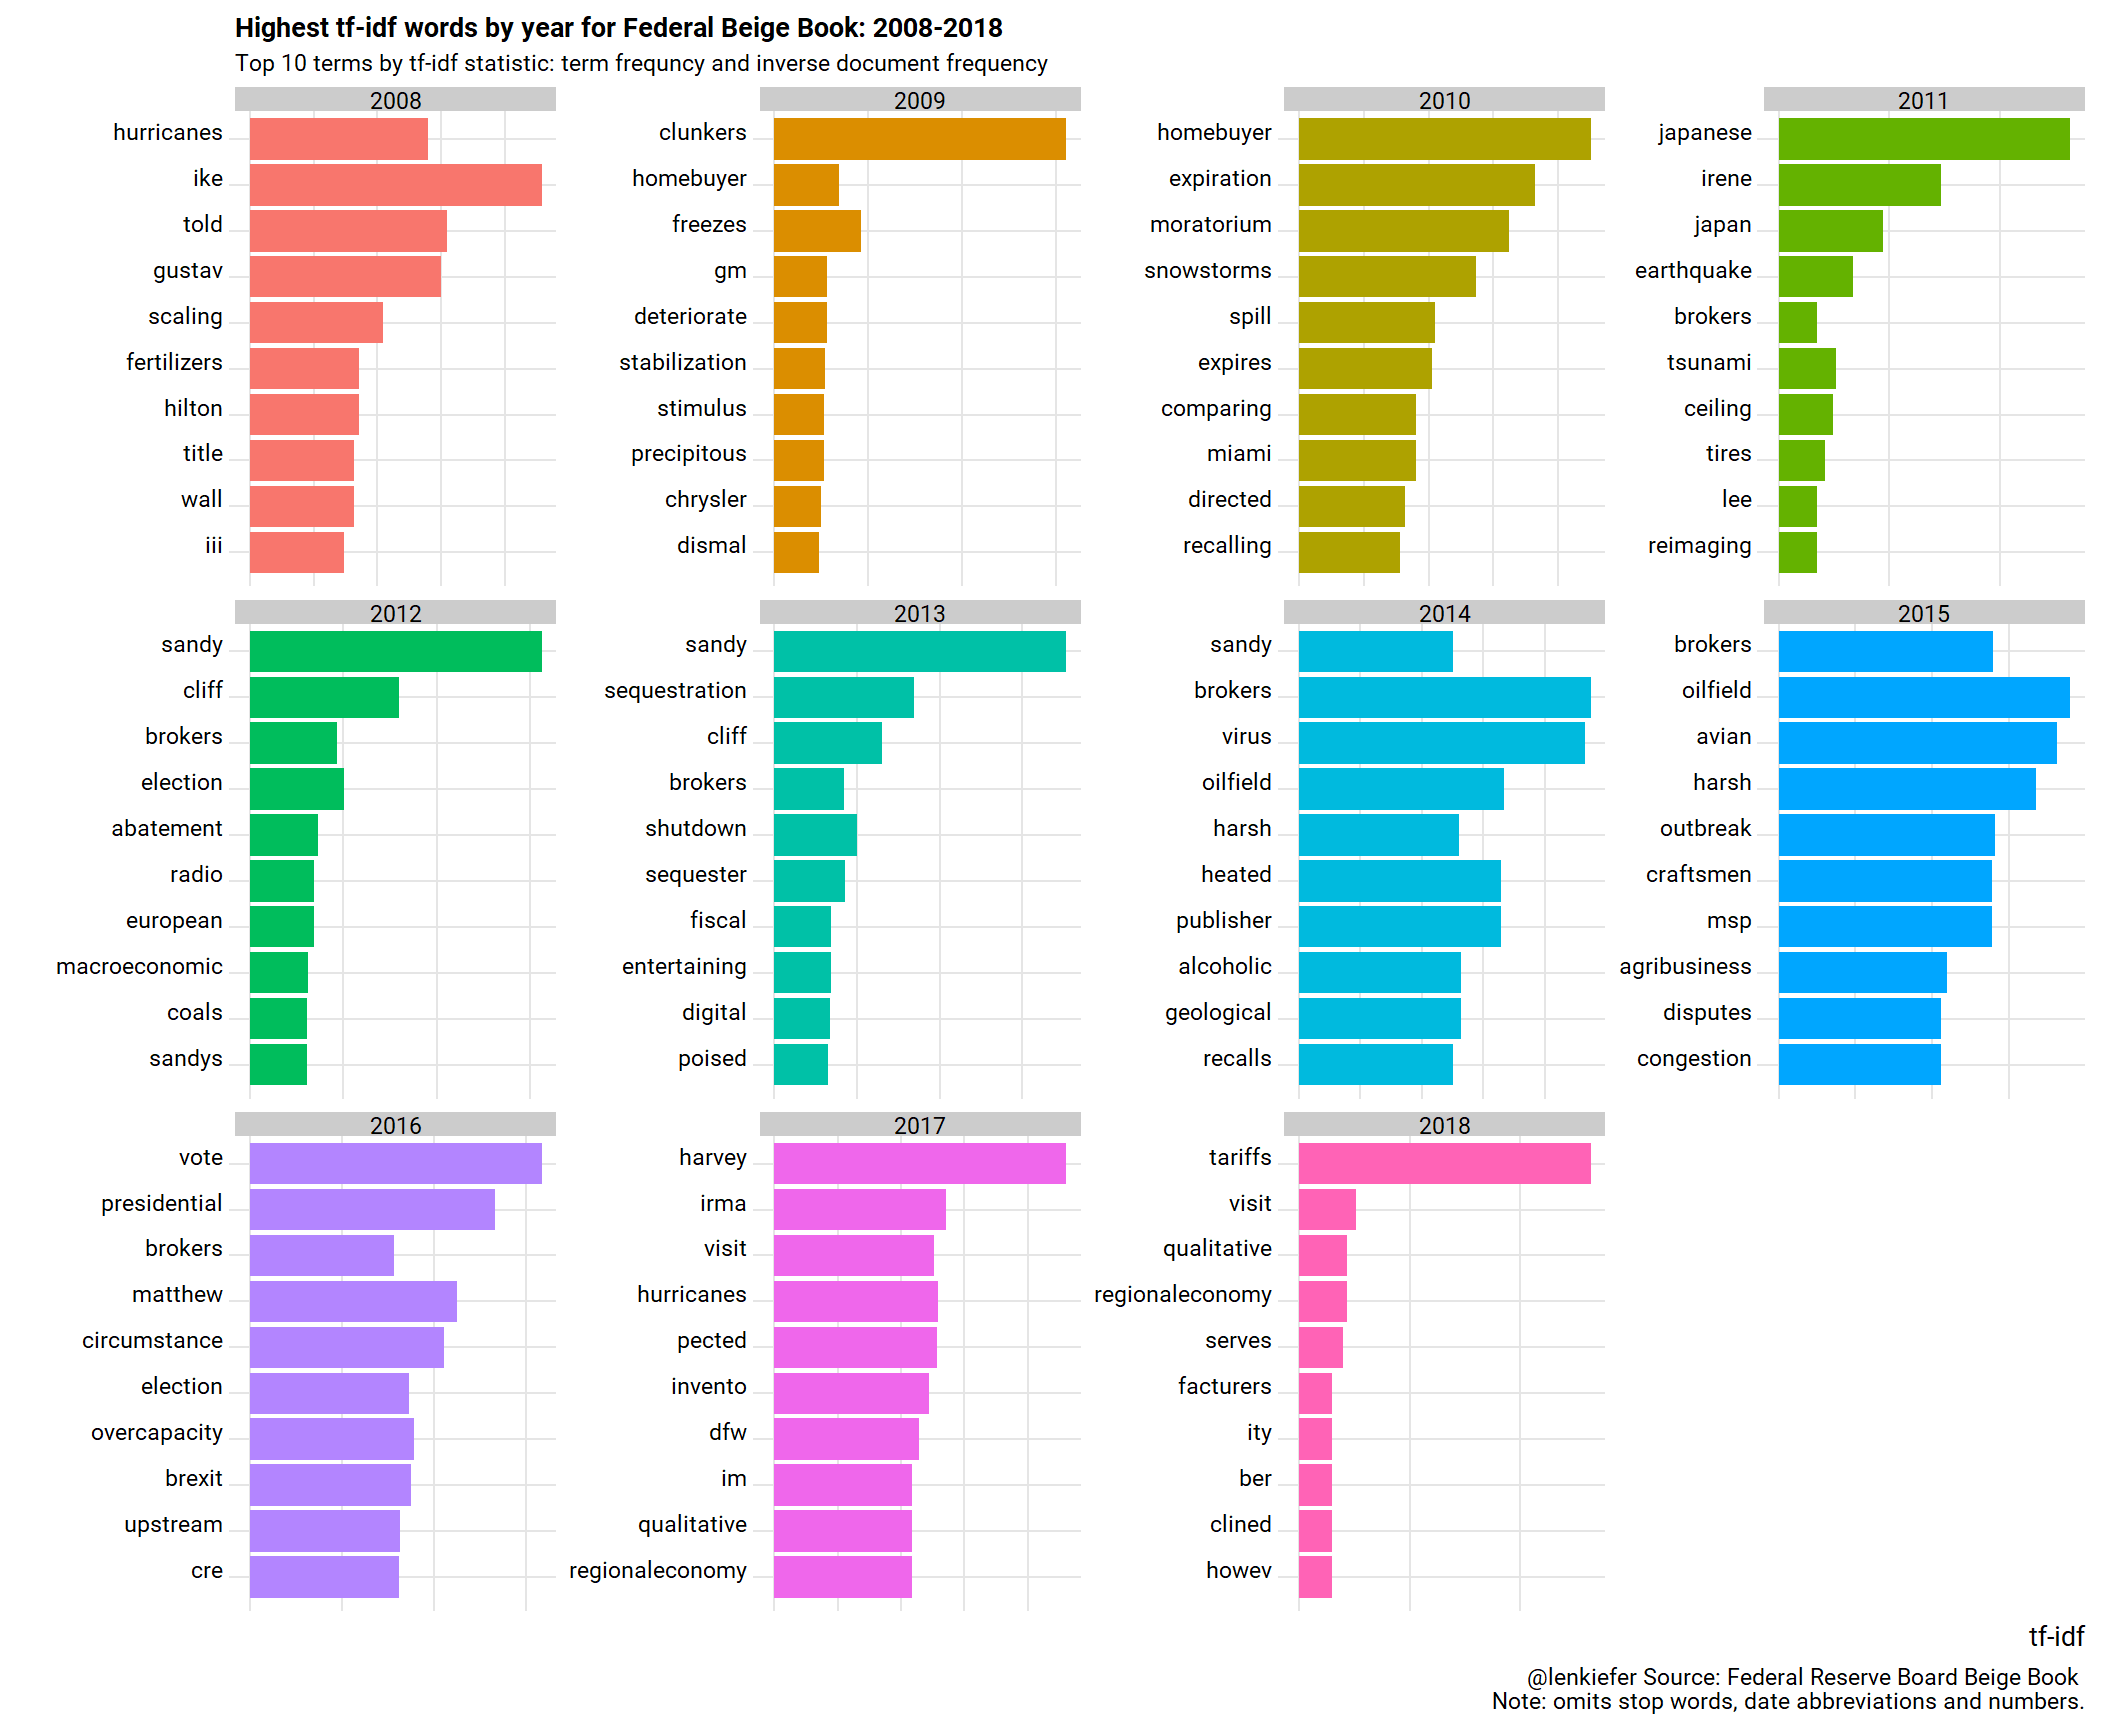 Highest tf-idf words by year for Federal Beige Book: 2008-2018
Top 10 terms by tf-idf statistic: term frequncy and inverse document frequency
2008
hurricanes
ike
told
gustav
scaling
fertilizers
hilton
title
wall
iii
2009
clunkers
homebuyer
freezes
gm
deteriorate
stabilization
stimulus
precipitous
chrysler
dismal
2010
homebuyer
expiration
moratorium
snowstorms
spill
expires
comparing
miami
directed
recalling
2011
japanese
irene
japan
earthquake
brokers
tsunami
ceiling
tires
lee
reimaging
2012
sandy
cliff
brokers
election
abatement
radio
european
macroeconomic
coals
sandys
2013
sandy
sequestration
cliff
brokers
shutdown
sequester
fiscal
entertaining
digital
poised
2014
sandy
brokers
virus
oilfield
harsh
heated
publisher
alcoholic
geological
recalls
2015
brokers
oilfield
avian
harsh
outbreak
craftsmen
msp
agribusiness
disputes
congestion
2016
vote
presidential
brokers
matthew
circumstance
election
overcapacity
brexit
upstream
cre
2017
harvey
irma
visit
hurricanes
pected
invento
dfw
im
qualitative
regionaleconomy
2018
tariffs
visit
qualitative
regionaleconomy
serves
facturers
ity
ber
clined
howev
tf-idf
@lenkiefer Source: Federal Reserve Board Beige Book
Note: omits stop words, date abbreviations and numbers.